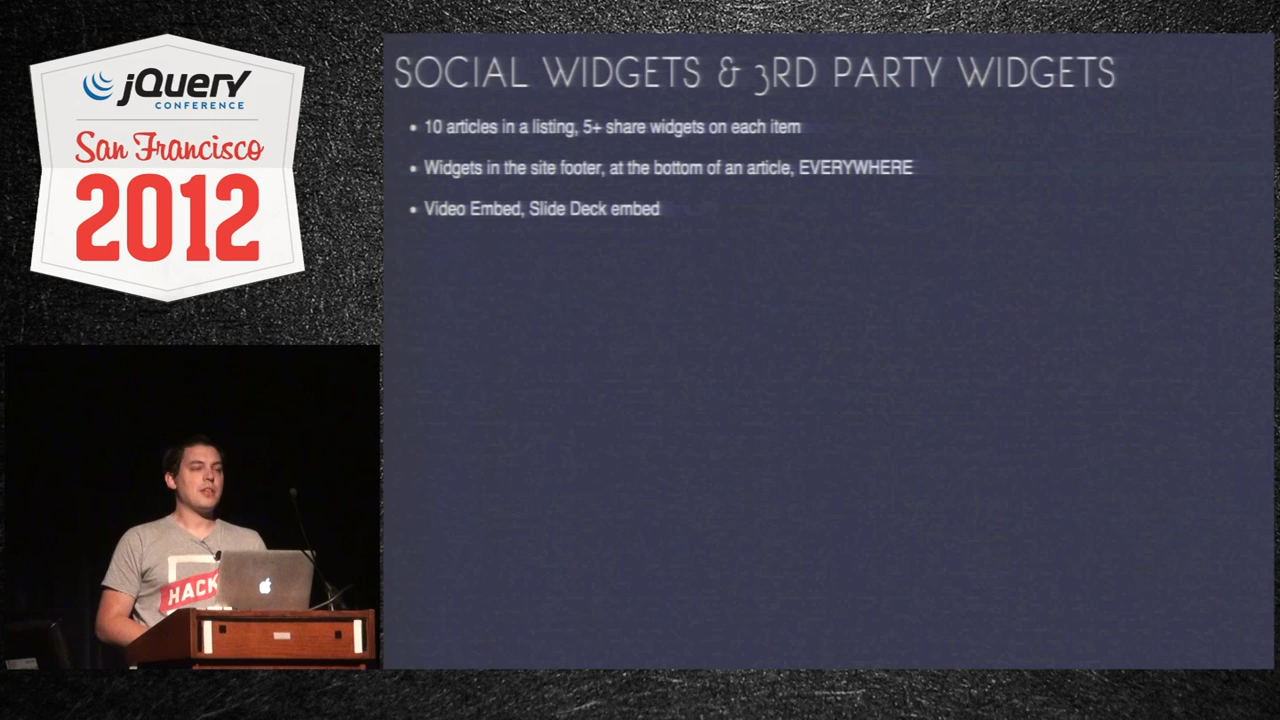 jQuery
CONFERENCE
San Francisco
2012
SOCIAL WIDGETS & 3RD PARTY WIDGETS
• 10 articles in a listing, 5+ share widgets on each item
• Widgets in the site footer, at the bottom of an article, EVERYWHERE
• Video Embed, Slide Deck embed
HACK